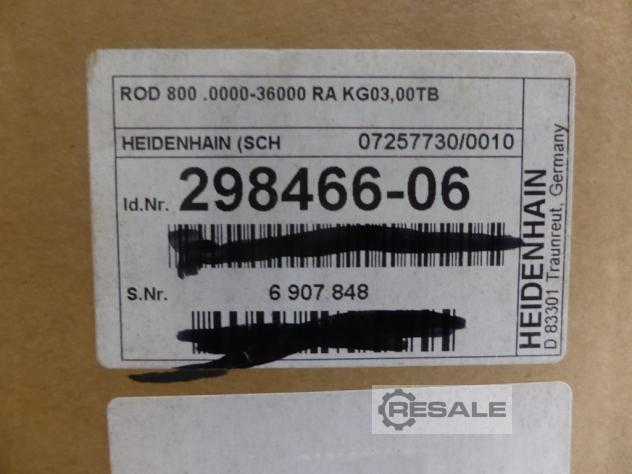 ROD 800 .0000-36000 RA KG03,00TB
HEIDENHAIN (SCH 07257730/0010
Id.Nr. 298466-06
S.Nr. 6 907 848
HEIDENHAIN
D 83301 Traunreut, Germany
RESALE